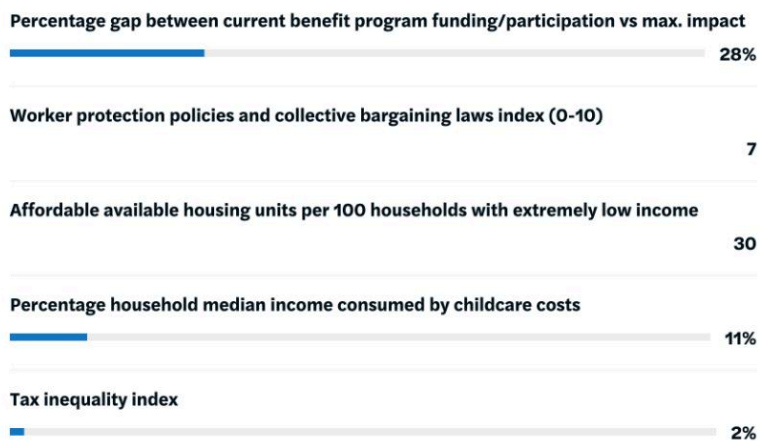 Percentage gap between current benefit program funding/participation vs max. impact
28%
Worker protection policies and collective bargaining laws index (0-10)
7
Affordable available housing units per 100 households with extremely low income
30
Percentage household median income consumed by childcare costs
11%
Tax inequality index
2%